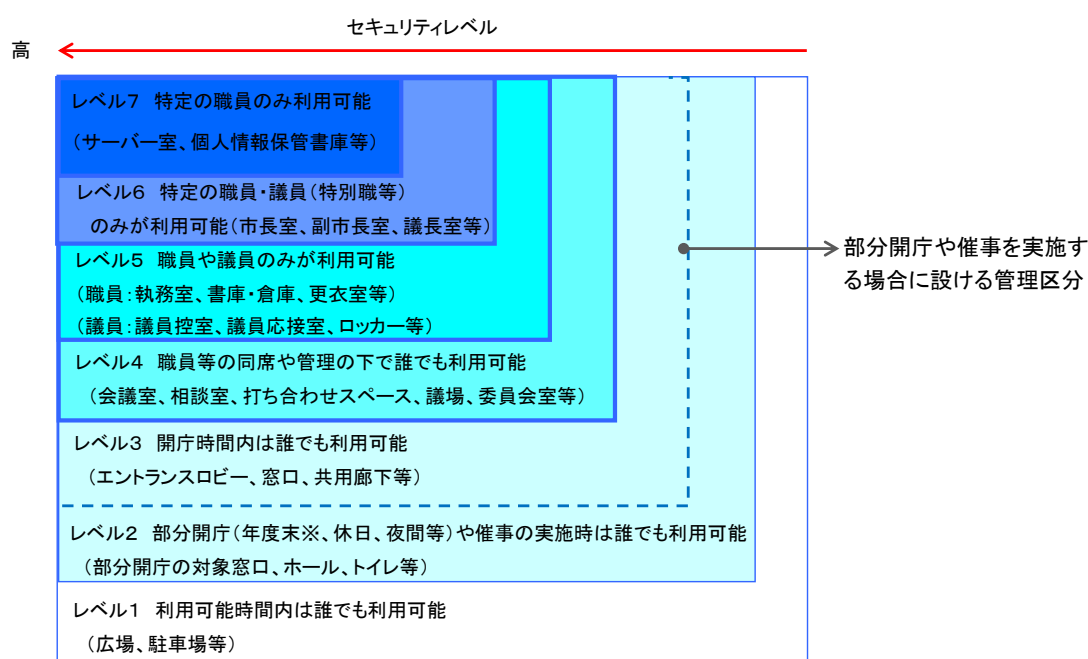 セキュリティレベル
高
レベル7 特定の職員のみ利用可能
(サーバー室、個人情報保管書庫等)
レベル6 特定の職員・議員(特別職等)
のみが利用可能(市長室、副市長室、議長室等)
レベル5 職員や議員のみが利用可能
(職員:執務室、書庫・倉庫、更衣室等)
(議員:議員控室、議員応接室、ロッカー等)
レベル4 職員等の同席や管理の下で誰でも利用可能
(会議室、相談室、打ち合わせスペース、議場、委員会室等)
レベル3 開庁時間内は誰でも利用可能
(エントランスロビー、窓口、共用廊下等)
レベル2 部分開庁(年度末※、休日、夜間等)や催事の実施時は誰でも利用可能
(部分開庁の対象窓口、ホール、トイレ等)
レベル1 利用可能時間内は誰でも利用可能
(広場、駐車場等)
部分開庁や催事を実施す
る場合に設ける管理区分